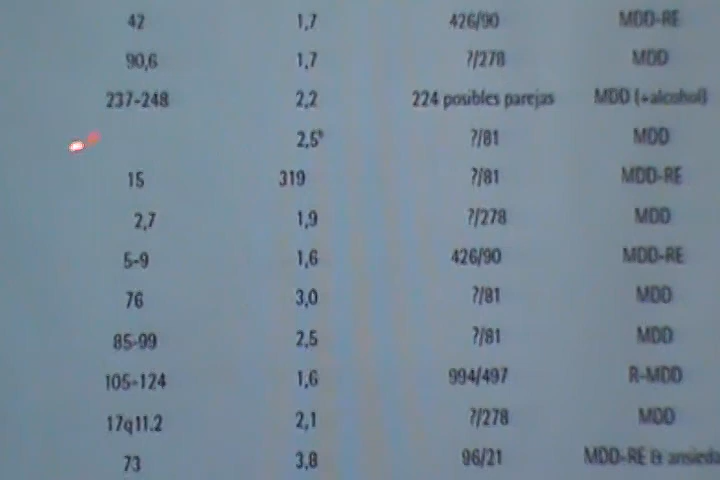 42 1,7 426/90 MDD-RE
90,6 1,7 ?/278 MDD
237-248 2,2 224 posibles parejas MDD (+alcohol)
2,5ᵇ ?/81 MDD
15 319 ?/81 MDD-RE
2,7 1,9 ?/278 MDD
5-9 1,6 426/90 MDD-RE
76 3,0 ?/81 MDD
85-99 2,5 ?/81 MDD
105-124 1,6 994/497 R-MDD
17q11.2 2,1 ?/278 MDD
73 3,8 96/21 MDD-RE & ansieda